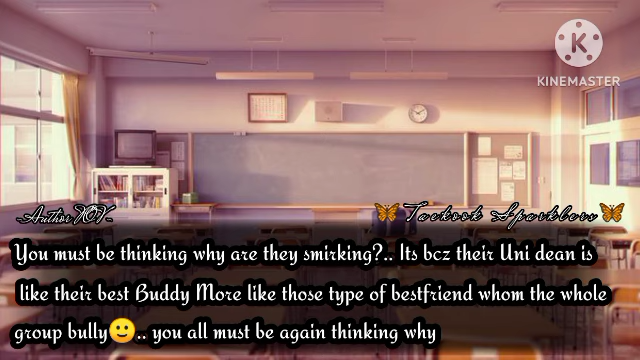 KINEMASTER
-Author POV-
🦋Taekook Sparklers🦋
You must be thinking why are they smirking?.. Its bcz their Uni dean is
like their best Buddy More like those type of bestfriend whom the whole
group bully🙂.. you all must be again thinking why